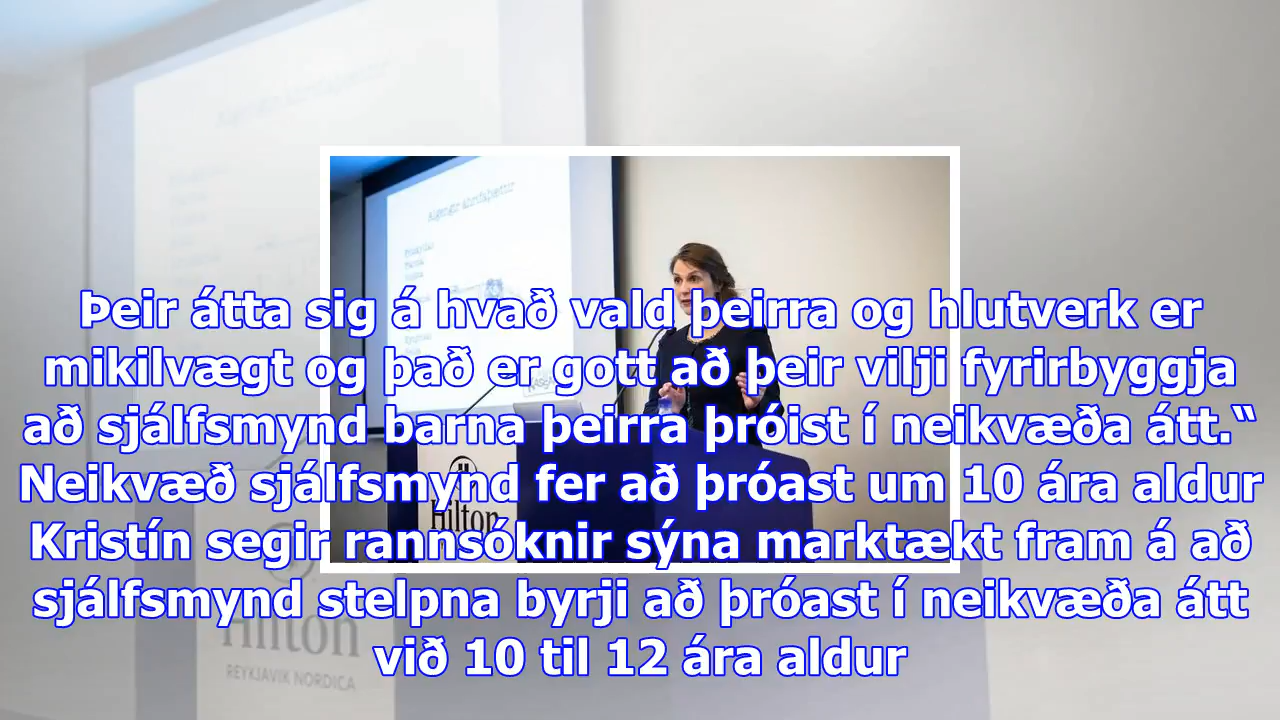 Algengir áhrifaþættir
Þeir átta sig á hvað vald þeirra og hlutverk er
mikilvægt og það er gott að þeir vilji fyrirbyggja
að sjálfsmynd barna þeirra þróist í neikvæða átt.“
Neikvæð sjálfsmynd fer að þróast um 10 ára aldur
Kristín segir rannsóknir sýna marktækt fram á að
sjálfsmynd stelpna byrji að þróast í neikvæða átt
við 10 til 12 ára aldur
Hilton
Hilton
REYKJAVIK NORDICA